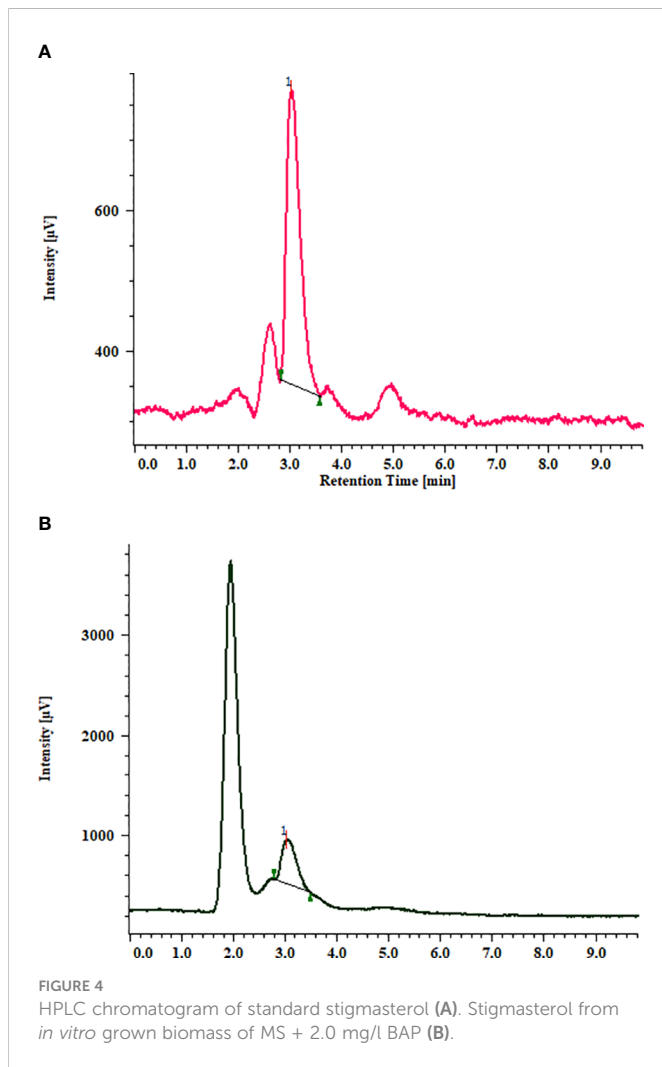 A
1
600
400
Intensity [µV]
0.0 1.0 2.0 3.0 4.0 5.0 6.0 7.0 8.0 9.0
Retention Time [min]
B
3000
2000
1000
Intensity [µV]
1
0.0 1.0 2.0 3.0 4.0 5.0 6.0 7.0 8.0 9.0
FIGURE 4
HPLC chromatogram of standard stigmasterol (A). Stigmasterol from
in vitro grown biomass of MS + 2.0 mg/l BAP (B).